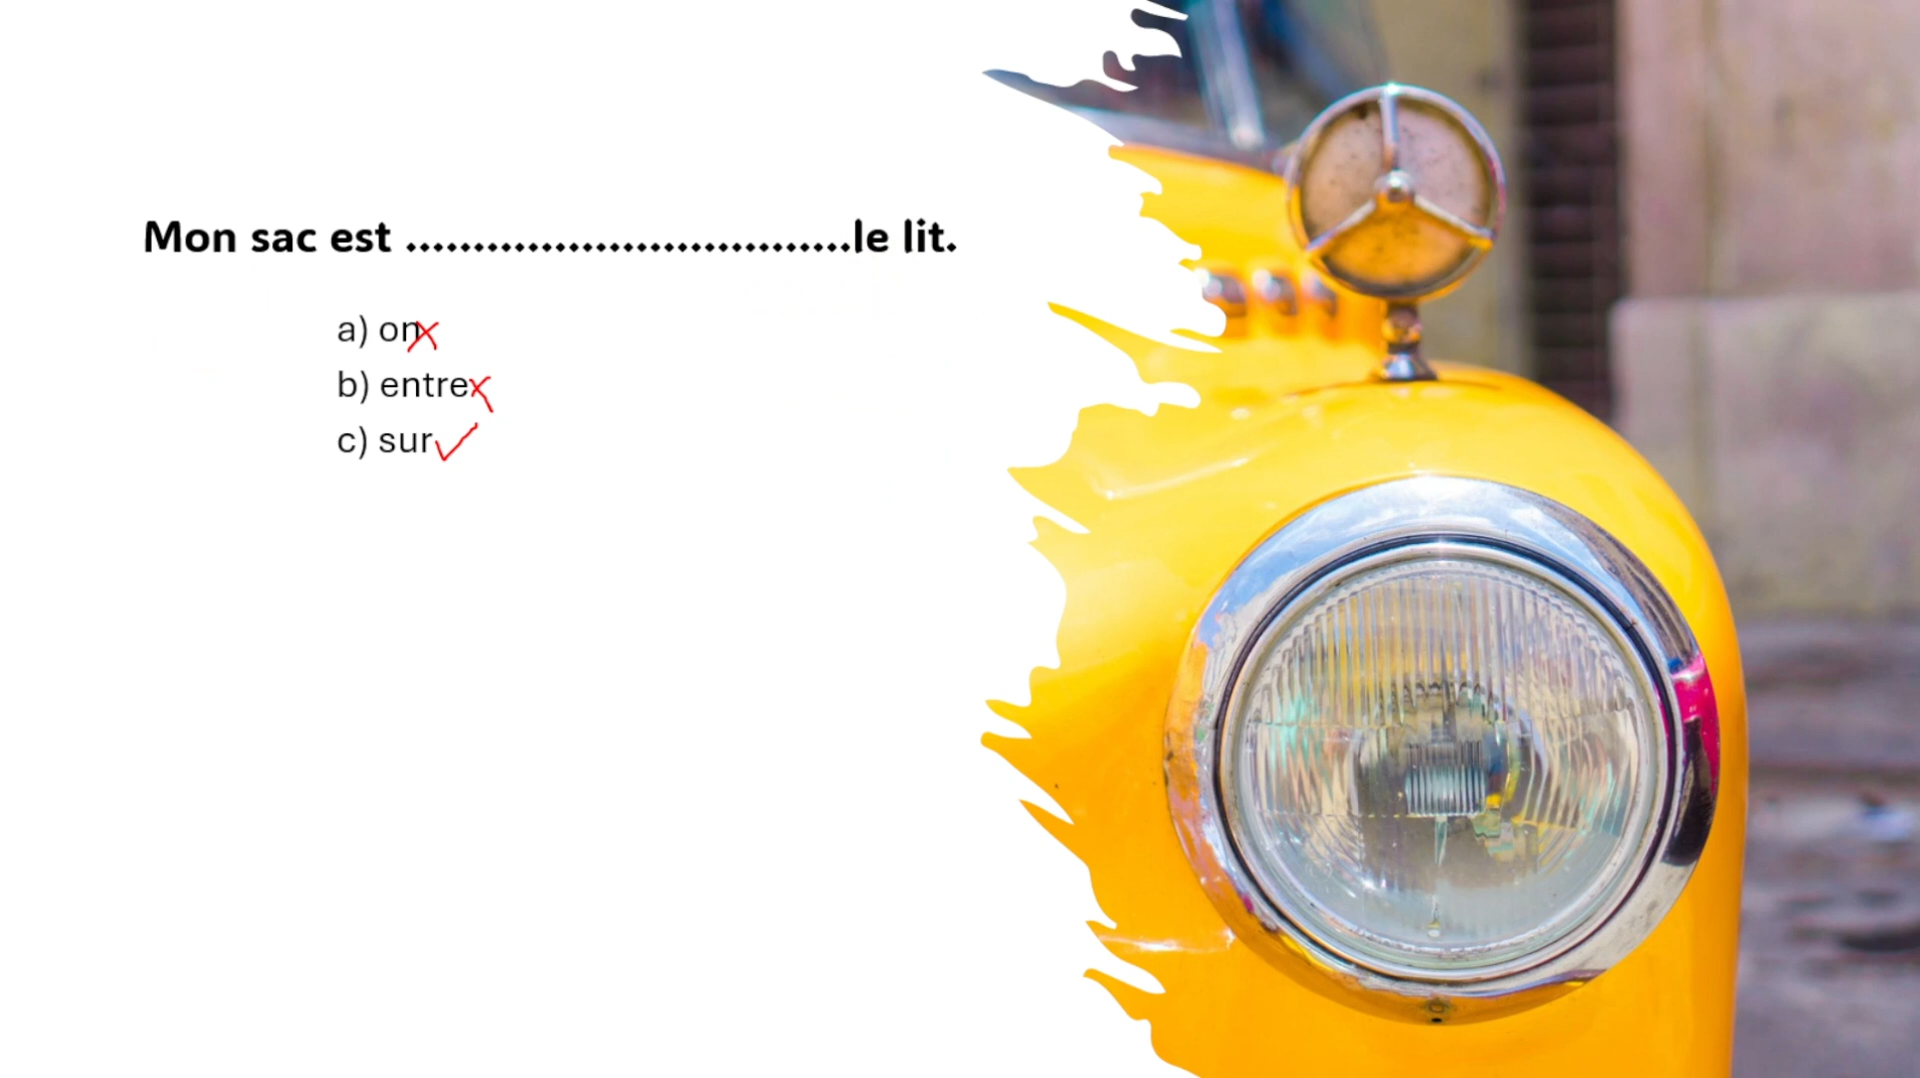 Mon sac est .................................le lit.
a) on
b) entre
c) sur